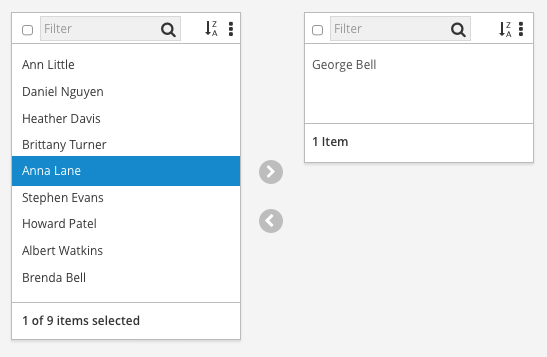 Filter
Z
A
Ann Little
Daniel Nguyen
Heather Davis
Brittany Turner
Anna Lane
Stephen Evans
Howard Patel
Albert Watkins
Brenda Bell
1 of 9 items selected
Filter
Z
A
George Bell
1 Item